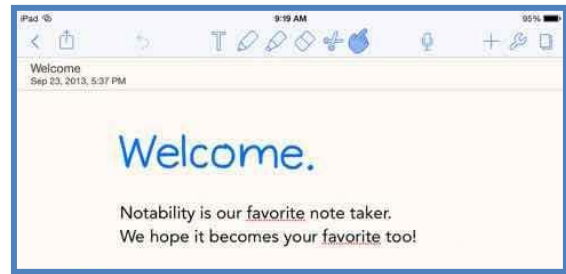 iPad 9:19 AM 95%
T
Welcome
Sep 23, 2013, 5:37 PM
Welcome.
Notability is our favorite note taker.
We hope it becomes your favorite too!